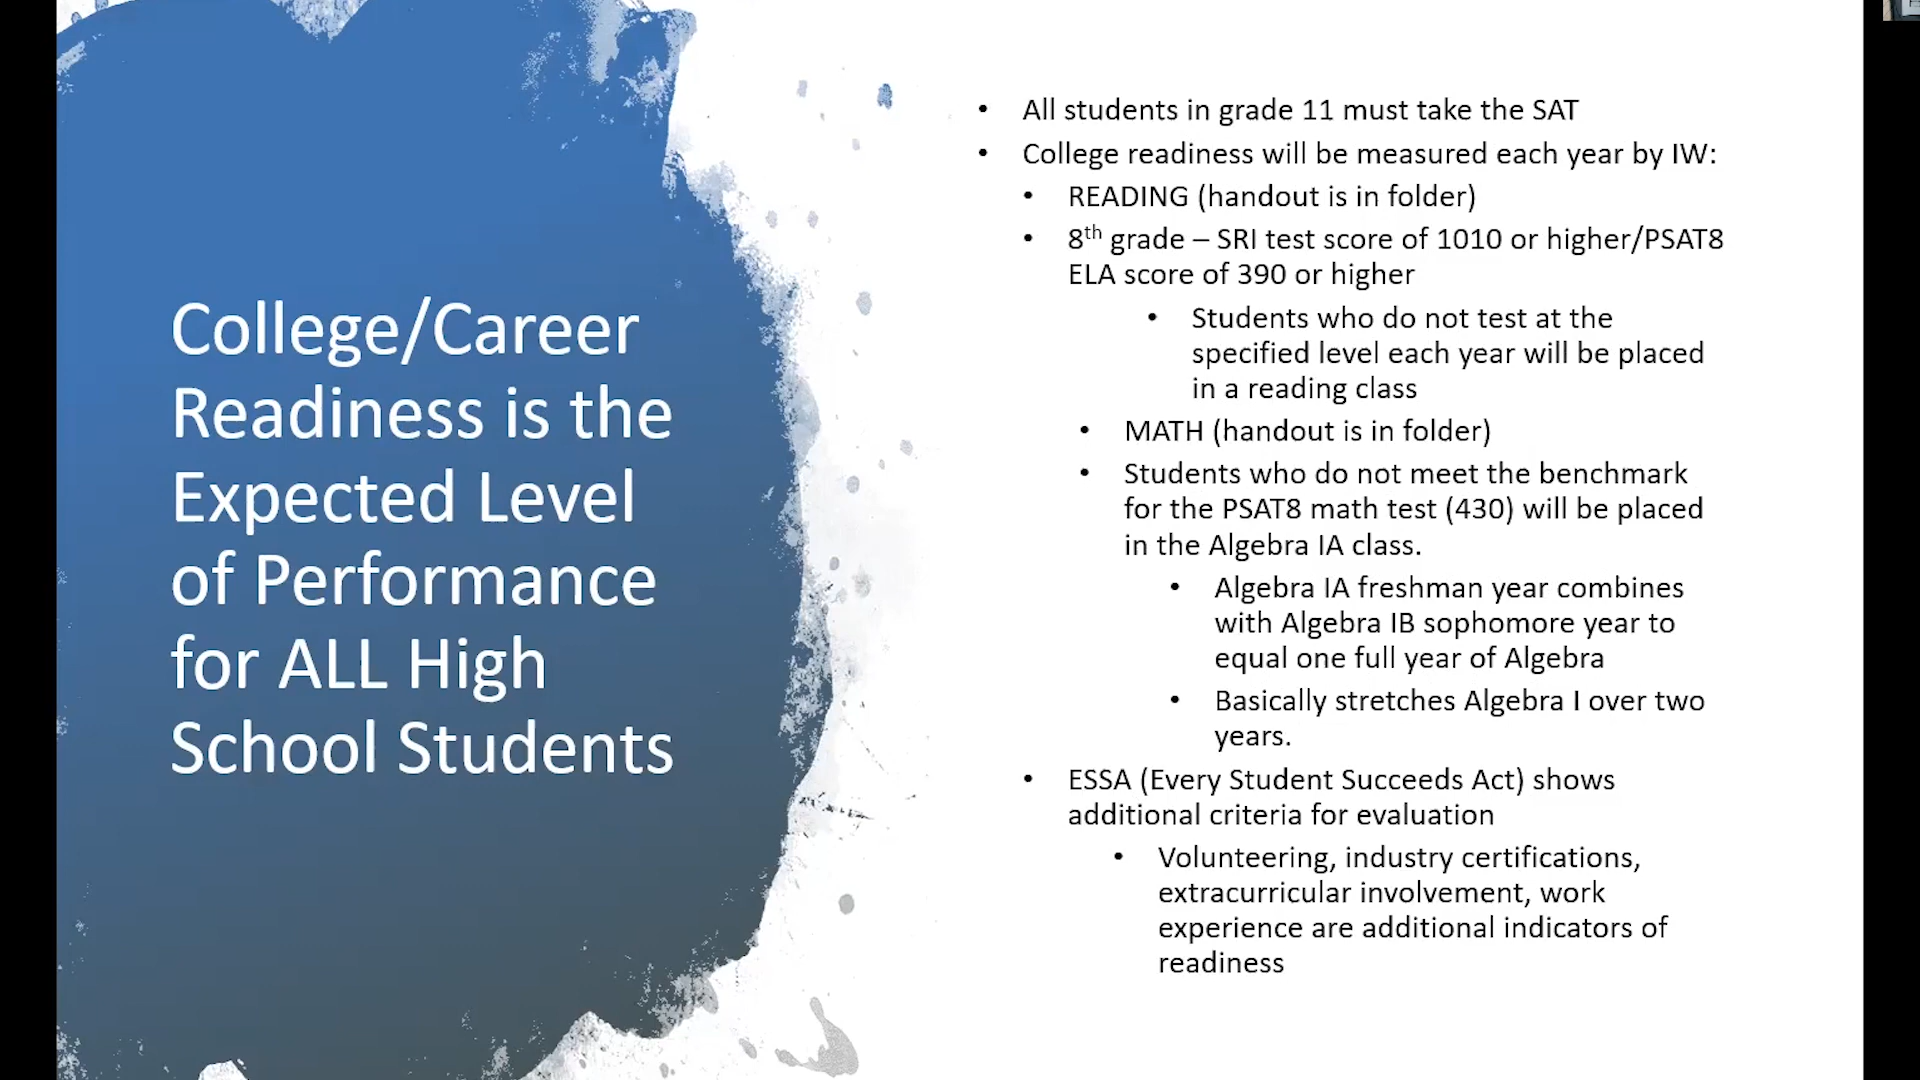 College/Career
Readiness is the
Expected Level
of Performance
for ALL High
School Students
• All students in grade 11 must take the SAT
• College readiness will be measured each year by IW:
• READING (handout is in folder)
• 8th grade – SRI test score of 1010 or higher/PSAT8
ELA score of 390 or higher
• Students who do not test at the
specified level each year will be placed
in a reading class
• MATH (handout is in folder)
• Students who do not meet the benchmark
for the PSAT8 math test (430) will be placed
in the Algebra IA class.
• Algebra IA freshman year combines
with Algebra IB sophomore year to
equal one full year of Algebra
• Basically stretches Algebra I over two
years.
• ESSA (Every Student Succeeds Act) shows
additional criteria for evaluation
• Volunteering, industry certifications,
extracurricular involvement, work
experience are additional indicators of
readiness